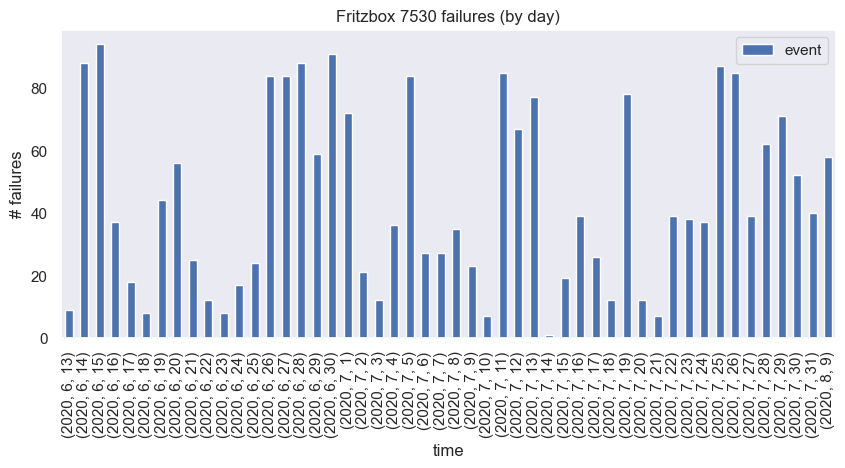 Fritzbox 7530 failures (by day)
event
# failures
80
60
40
20
0
(2020, 6, 13)
(2020, 6, 14)
(2020, 6, 15)
(2020, 6, 16)
(2020, 6, 17)
(2020, 6, 18)
(2020, 6, 19)
(2020, 6, 20)
(2020, 6, 21)
(2020, 6, 22)
(2020, 6, 23)
(2020, 6, 24)
(2020, 6, 25)
(2020, 6, 26)
(2020, 6, 27)
(2020, 6, 28)
(2020, 6, 29)
(2020, 6, 30)
(2020, 7, 1)
(2020, 7, 2)
(2020, 7, 3)
(2020, 7, 4)
(2020, 7, 5)
(2020, 7, 6)
(2020, 7, 7)
(2020, 7, 8)
(2020, 7, 9)
(2020, 7, 10)
(2020, 7, 11)
(2020, 7, 12)
(2020, 7, 13)
(2020, 7, 14)
(2020, 7, 15)
(2020, 7, 16)
(2020, 7, 17)
(2020, 7, 18)
(2020, 7, 19)
(2020, 7, 20)
(2020, 7, 21)
(2020, 7, 22)
(2020, 7, 23)
(2020, 7, 24)
(2020, 7, 25)
(2020, 7, 26)
(2020, 7, 27)
(2020, 7, 28)
(2020, 7, 29)
(2020, 7, 30)
(2020, 7, 31)
(2020, 8, 9)
time